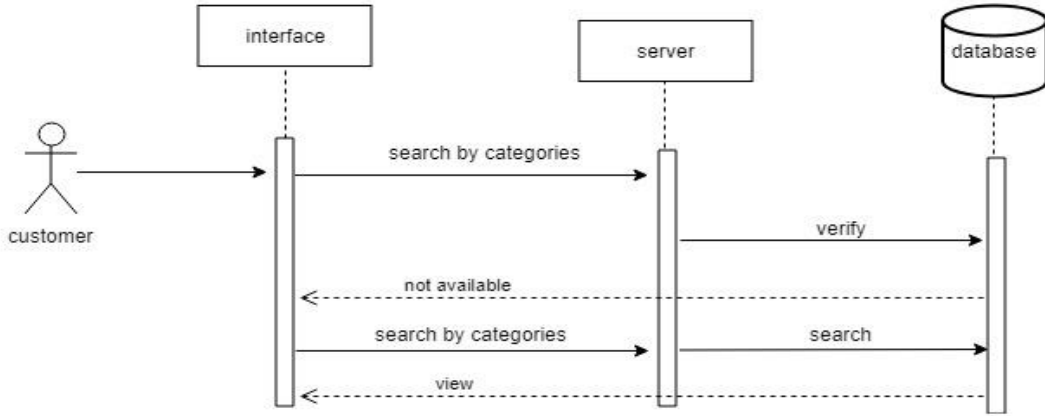 interface
server
database
search by categories
customer
verify
not available
search by categories
search
view